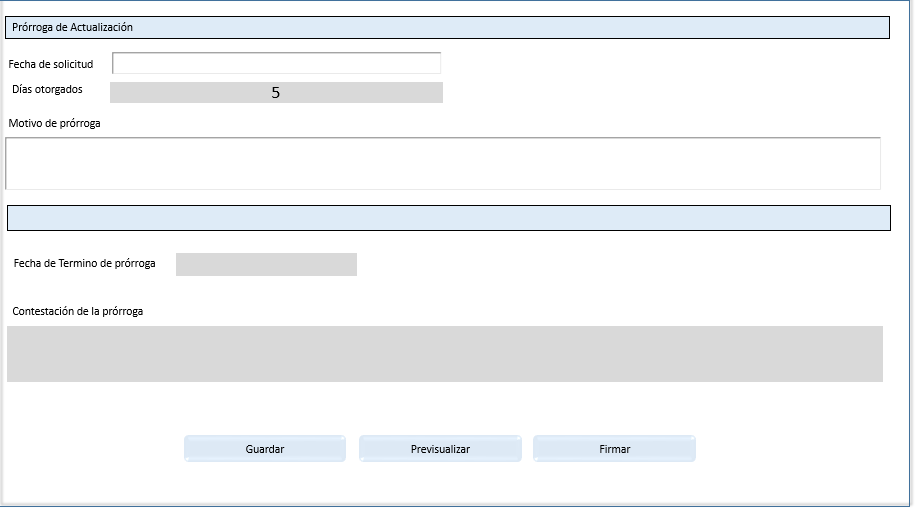 Prórroga de Actualización
Fecha de solicitud
Días otorgados
5
Motivo de prórroga
Fecha de Termino de prórroga
Contestación de la prórroga
Guardar
Previsualizar
Firmar